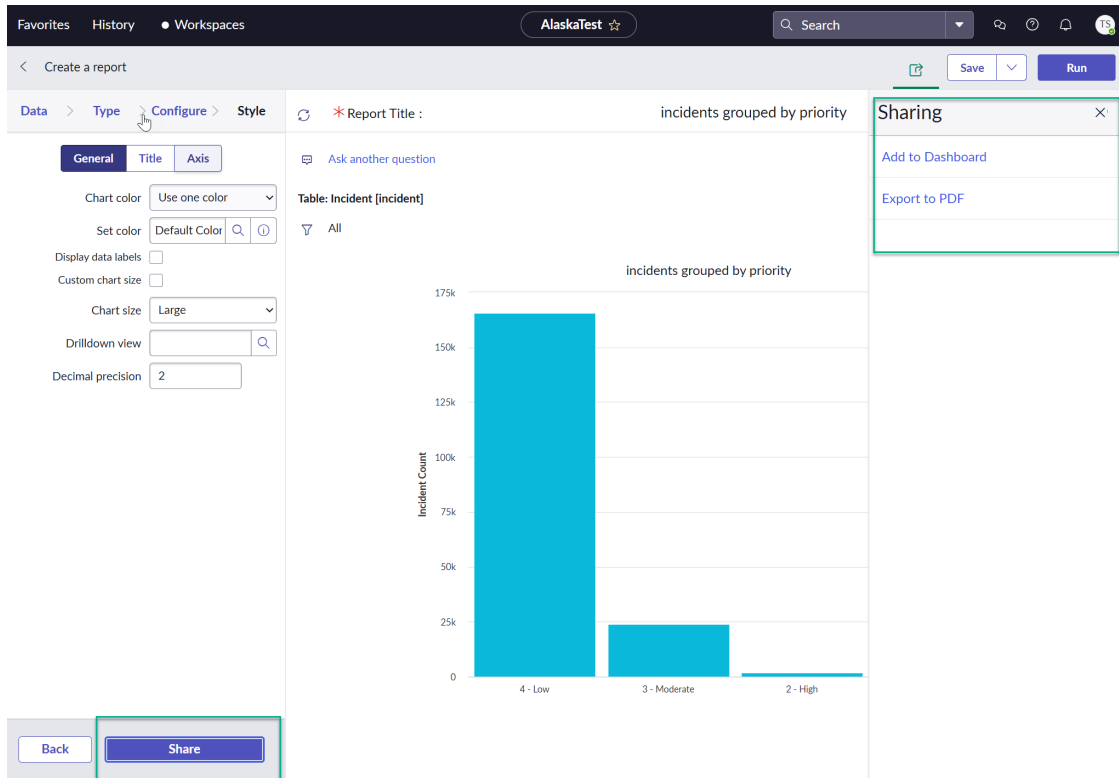 Favorites History Workspaces AlaskaTest Search TS
Create a report Save Run
Data Type Configure Style
General Title Axis
Chart color Use one color
Set color Default Color
Display data labels
Custom chart size
Chart size Large
Drilldown view
Decimal precision 2
Back Share
* Report Title : incidents grouped by priority
Ask another question
Table: Incident [incident]
All
incidents grouped by priority
Incident Count
175k
150k
125k
100k
75k
50k
25k
0
4 - Low 3 - Moderate 2 - High
Sharing
Add to Dashboard
Export to PDF